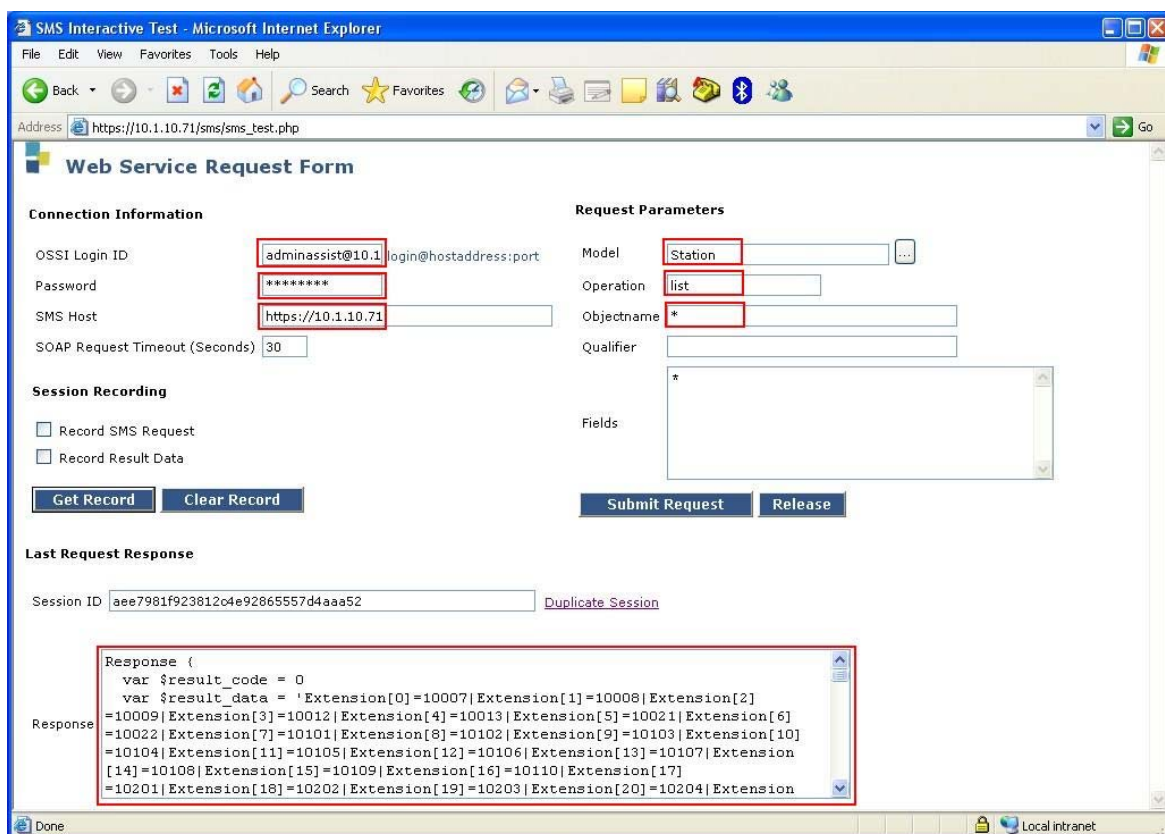 SMS Interactive Test - Microsoft Internet Explorer
File Edit View Favorites Tools Help
Back Search Favorites
Address https://10.1.10.71/sms/sms_test.php Go
Web Service Request Form
Connection Information
OSSI Login ID adminassist@10.1 login@hostaddress:port
Password ********
SMS Host https://10.1.10.71
SOAP Request Timeout (Seconds) 30
Session Recording
Record SMS Request
Record Result Data
Get Record Clear Record
Request Parameters
Model Station ...
Operation list
Objectname *
Qualifier
Fields *
Submit Request Release
Last Request Response
Session ID aee7981f923812c4e92865557d4aaa52 Duplicate Session
Response
Response (
var $result_code = 0
var $result_data = 'Extension[0]=10007|Extension[1]=10008|Extension[2]
=10009|Extension[3]=10012|Extension[4]=10013|Extension[5]=10021|Extension[6]
=10022|Extension[7]=10101|Extension[8]=10102|Extension[9]=10103|Extension[10]
=10104|Extension[11]=10105|Extension[12]=10106|Extension[13]=10107|Extension
[14]=10108|Extension[15]=10109|Extension[16]=10110|Extension[17]
=10201|Extension[18]=10202|Extension[19]=10203|Extension[20]=10204|Extension
Done Local intranet